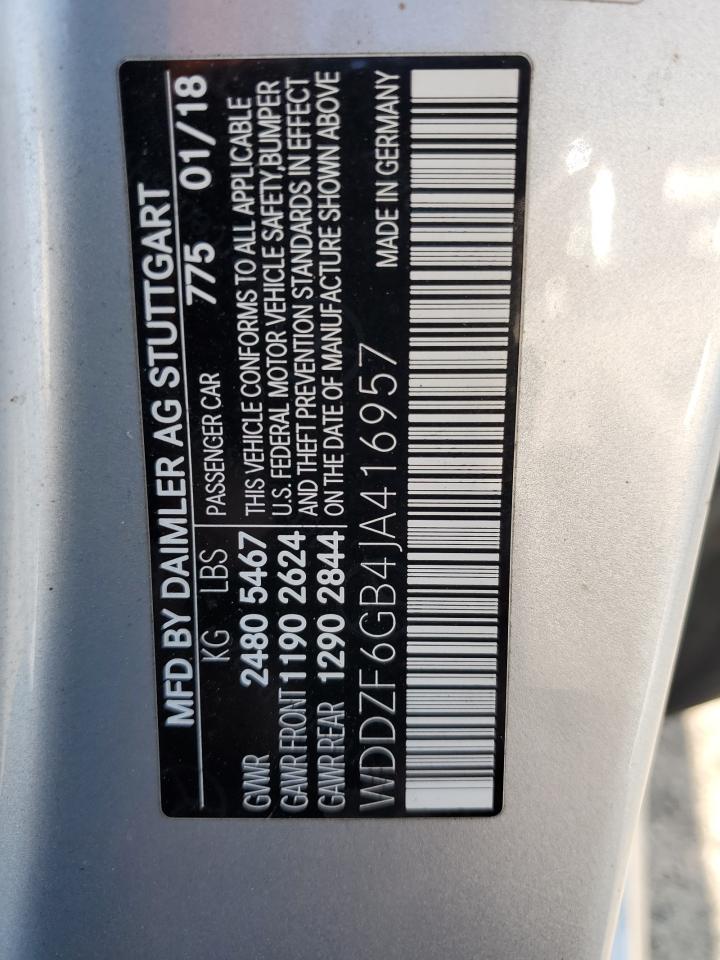 MFD BY DAIMLER AG STUTTGART
775 01/18
KG LBS PASSENGER CAR
GVWR 2480 5467 THIS VEHICLE CONFORMS TO ALL APPLICABLE
GAWR FRONT 1190 2624 U.S. FEDERAL MOTOR VEHICLE SAFETY,BUMPER
GAWR REAR 1290 2844 AND THEFT PREVENTION STANDARDS IN EFFECT
ON THE DATE OF MANUFACTURE SHOWN ABOVE
WDDZF6GB4JA416957 MADE IN GERMANY